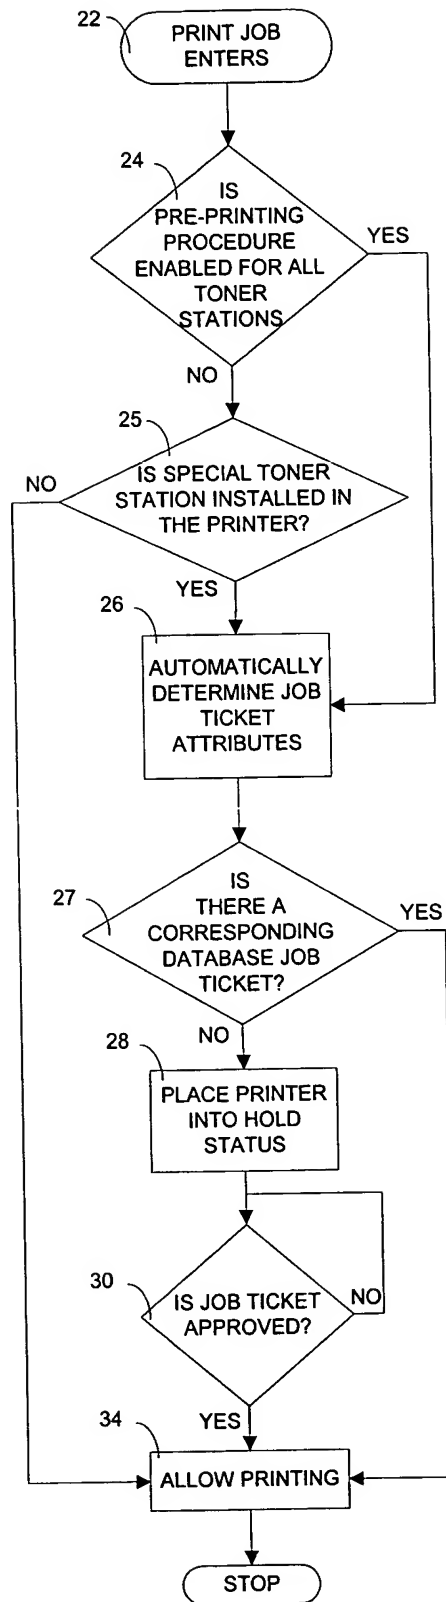 22
PRINT JOB
ENTERS
24
IS
PRE-PRINTING
PROCEDURE
ENABLED FOR ALL
TONER
STATIONS
YES
NO
25
NO
IS SPECIAL TONER
STATION INSTALLED IN
THE PRINTER?
YES
26
AUTOMATICALLY
DETERMINE JOB
TICKET
ATTRIBUTES
27
IS
THERE A
CORRESPONDING
DATABASE JOB
TICKET?
YES
NO
28
PLACE PRINTER
INTO HOLD
STATUS
30
IS JOB TICKET
APPROVED?
NO
YES
34
ALLOW PRINTING
STOP